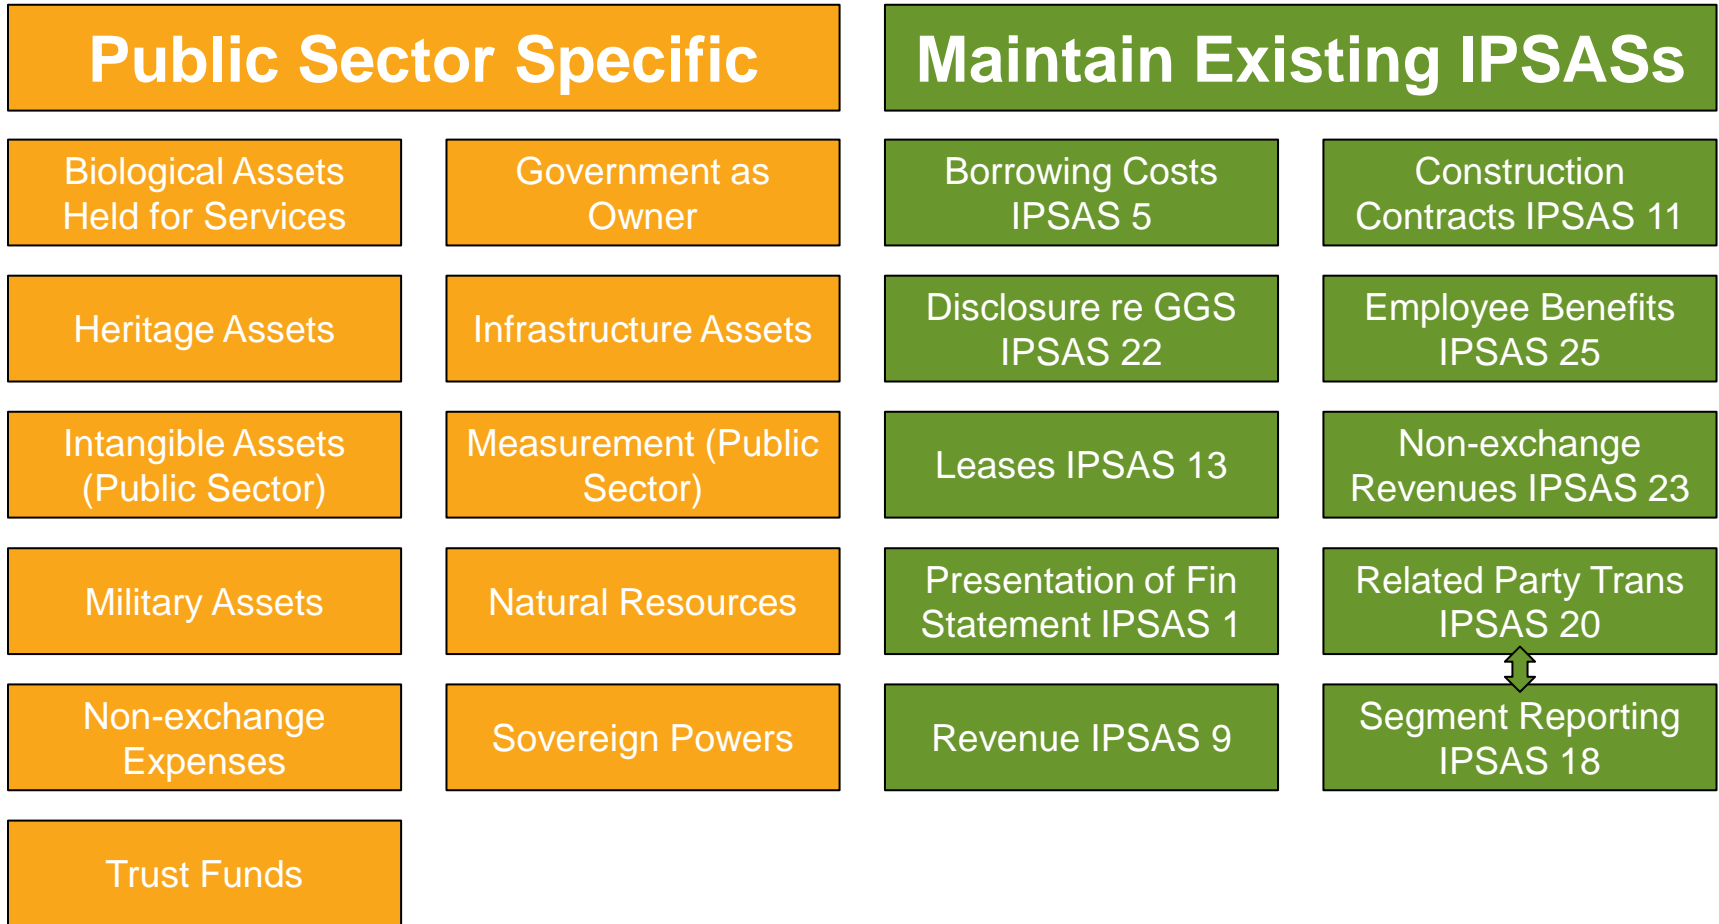 Public Sector Specific
Maintain Existing IPSASs
Biological Assets
Held for Services
Government as
Owner
Borrowing Costs
IPSAS 5
Construction
Contracts IPSAS 11
Heritage Assets
Infrastructure Assets
Disclosure re GGS
IPSAS 22
Employee Benefits
IPSAS 25
Intangible Assets
(Public Sector)
Measurement (Public
Sector)
Leases IPSAS 13
Non-exchange
Revenues IPSAS 23
Military Assets
Natural Resources
Presentation of Fin
Statement IPSAS 1
Related Party Trans
IPSAS 20
Non-exchange
Expenses
Sovereign Powers
Revenue IPSAS 9
Segment Reporting
IPSAS 18
Trust Funds